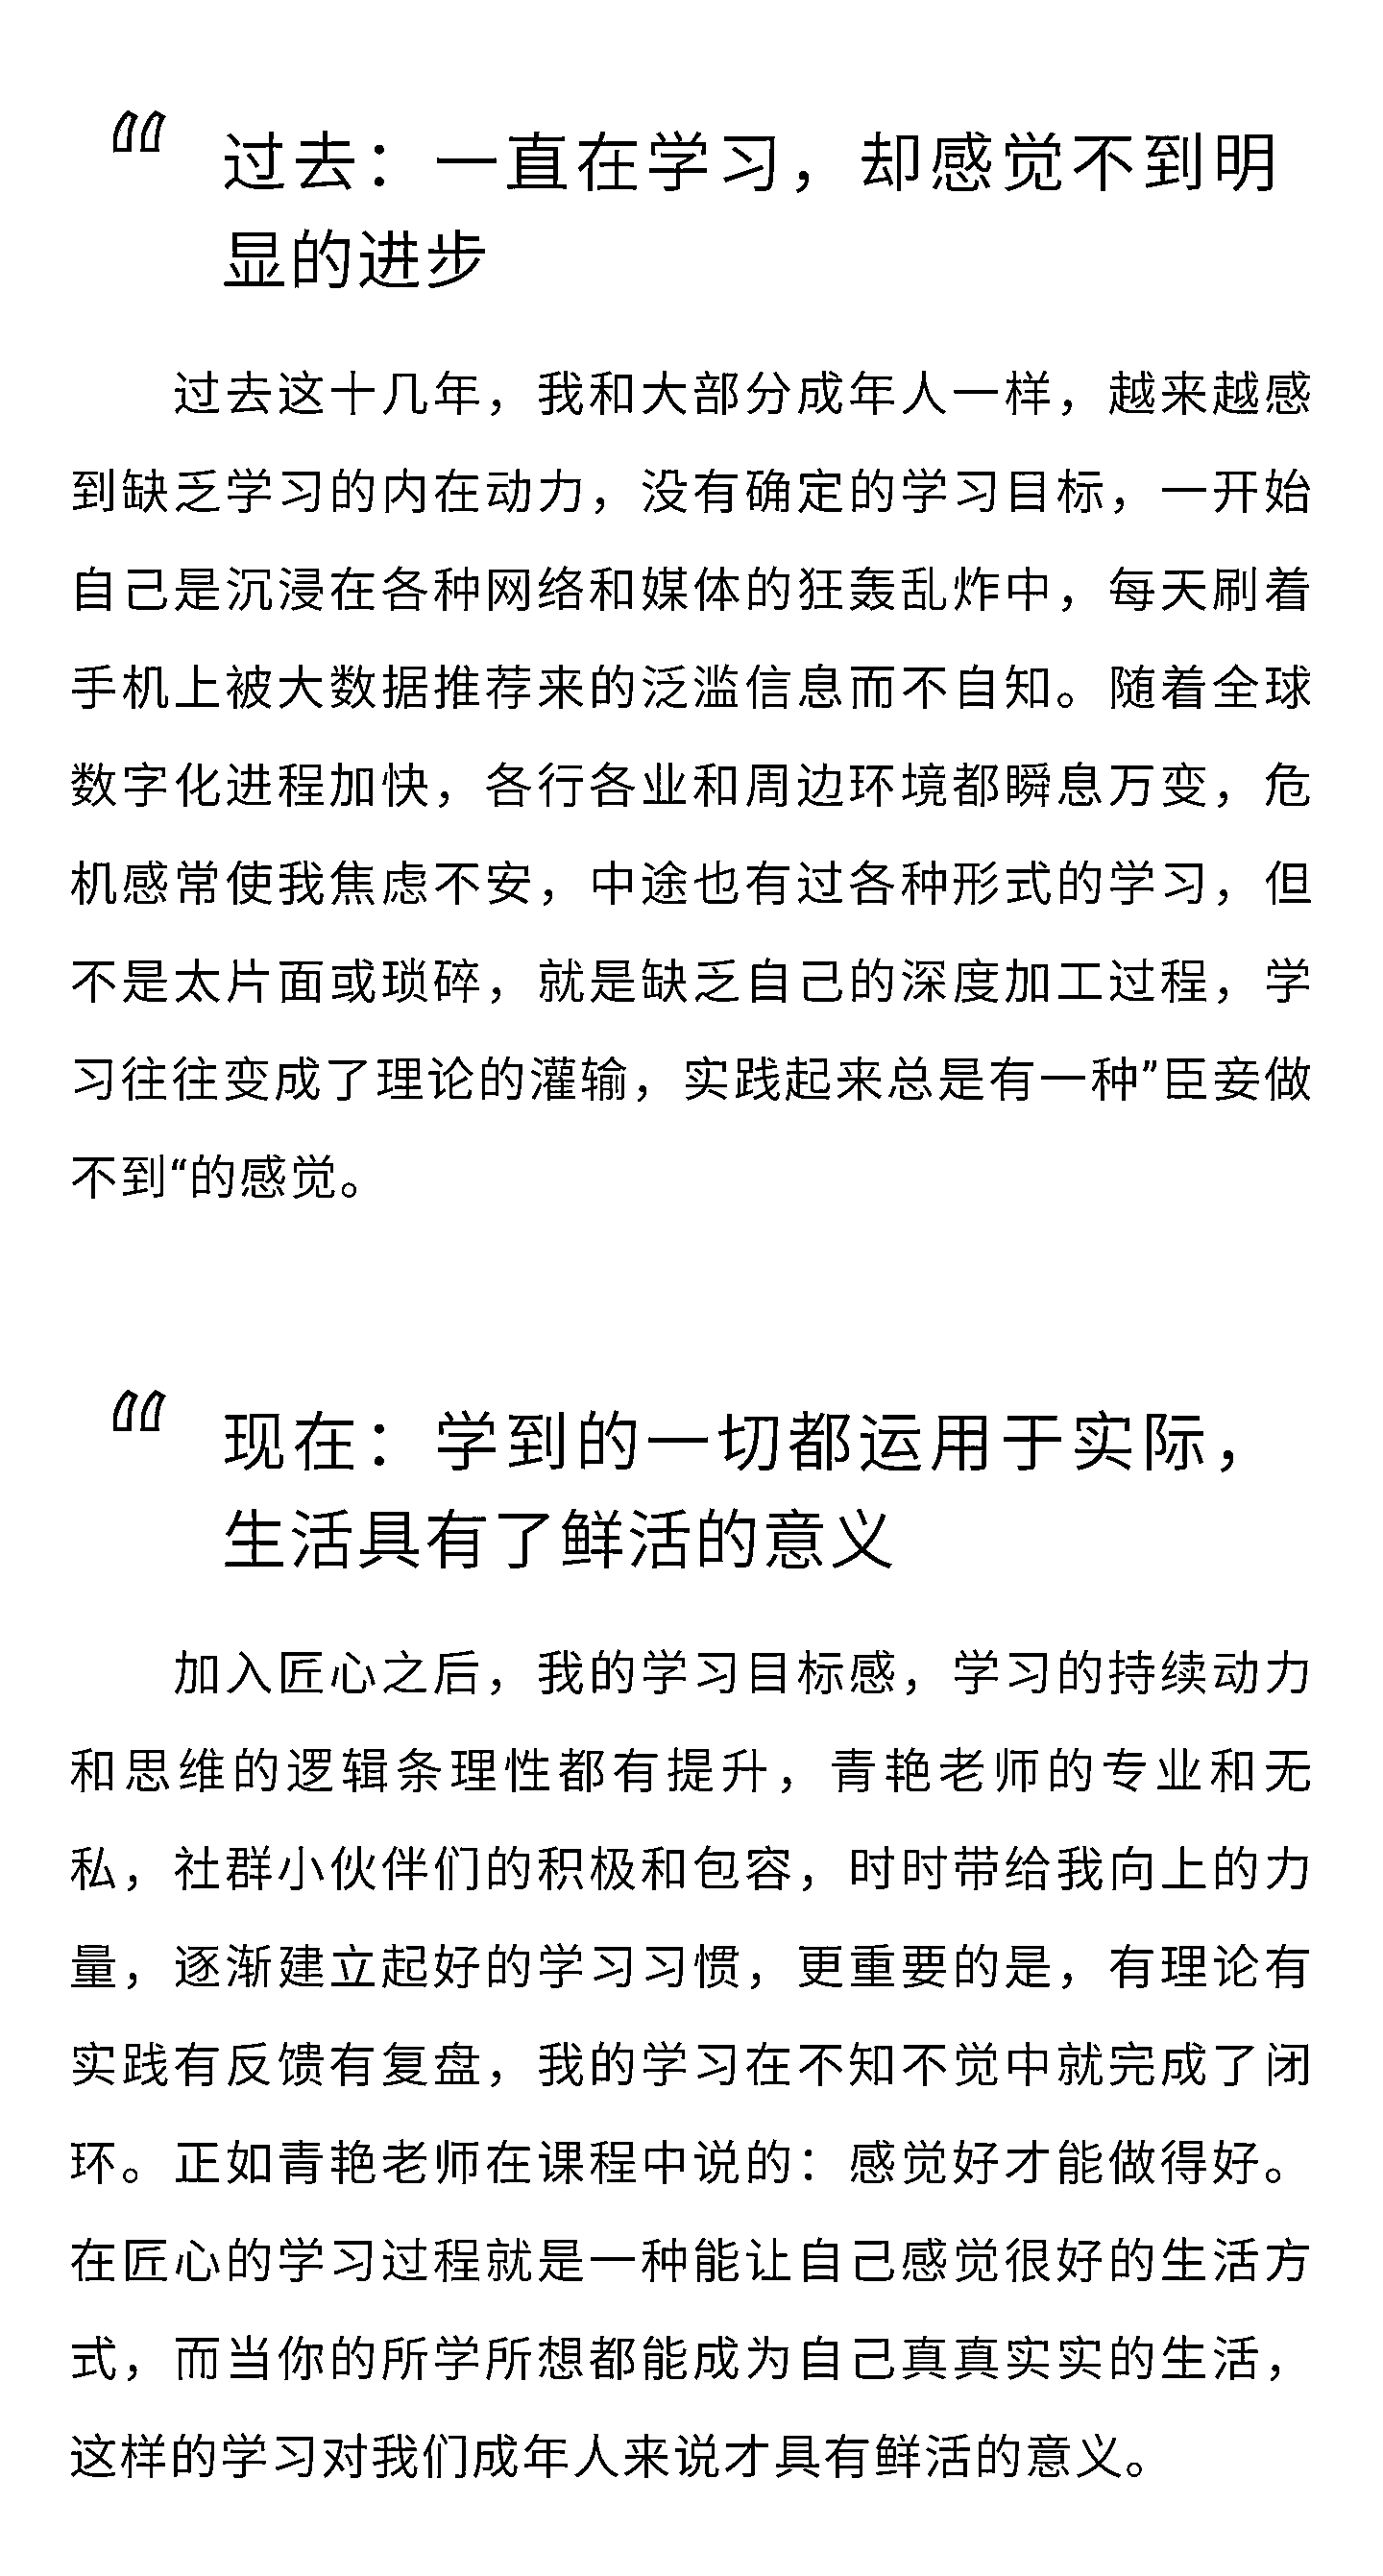 “ 过去：一直在学习，却感觉不到明
显的进步
过去这十几年，我和大部分成年人一样，越来越感
到缺乏学习的内在动力，没有确定的学习目标，一开始
自己是沉浸在各种网络和媒体的狂轰乱炸中，每天刷着
手机上被大数据推荐来的泛滥信息而不自知。随着全球
数字化进程加快，各行各业和周边环境都瞬息万变，危
机感常使我焦虑不安，中途也有过各种形式的学习，但
不是太片面或琐碎，就是缺乏自己的深度加工过程，学
习往往变成了理论的灌输，实践起来总是有一种”臣妾做
不到“的感觉。
“ 现在：学到的一切都运用于实际，
生活具有了鲜活的意义
加入匠心之后，我的学习目标感，学习的持续动力
和思维的逻辑条理性都有提升，青艳老师的专业和无
私，社群小伙伴们的积极和包容，时时带给我向上的力
量，逐渐建立起好的学习习惯，更重要的是，有理论有
实践有反馈有复盘，我的学习在不知不觉中就完成了闭
环。正如青艳老师在课程中说的：感觉好才能做得好。
在匠心的学习过程就是一种能让自己感觉很好的生活方
式，而当你的所学所想都能成为自己真真实实的生活，
这样的学习对我们成年人来说才具有鲜活的意义。